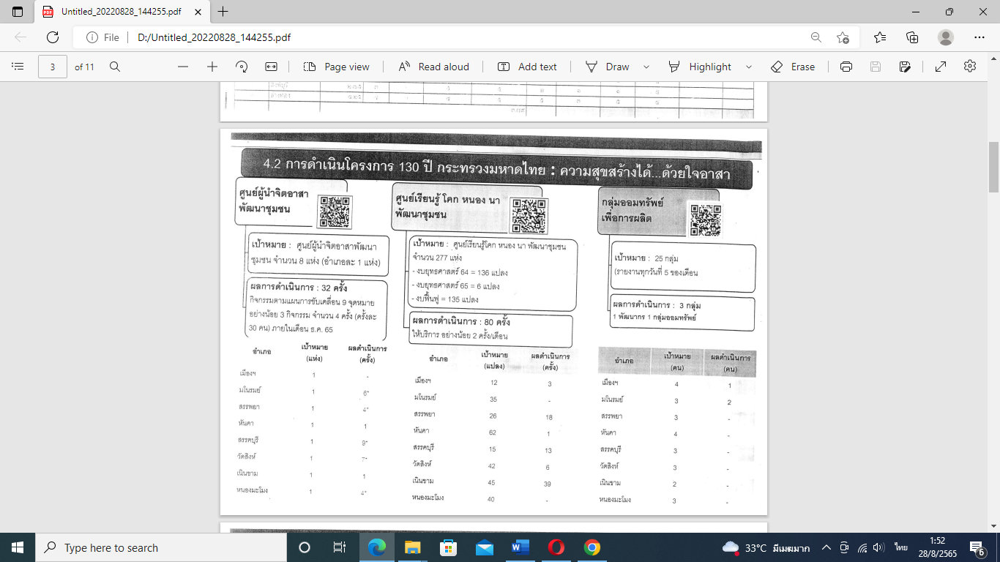 Untitled_20220828_144255.pdf
File
D:/Untitled_20220828_144255.pdf
3
of 11
Page view
Read aloud
Add text
Draw
Highlight
Erase
4.2 การดำเนินโครงการ 130 ปี กระทรวงมหาดไทย : ความสุขสร้างได้...ด้วยใจอาสา
ศูนย์ผู้นำจิตอาสา
พัฒนาชุมชน
เป้าหมาย : ศูนย์ผู้นำจิตอาสาพัฒนา
ชุมชน จำนวน 8 แห่ง (อำเภอละ 1 แห่ง)
ผลการดำเนินการ : 32 ครั้ง
กิจกรรมตามแผนการขับเคลื่อน 9 จุดหมาย
อย่างน้อย 3 กิจกรรม จำนวน 4 ครั้ง (ครั้งละ
30 คน) ภายในเดือน ธ.ค. 65
อำเภอ เป้าหมาย (แห่ง) ผลดำเนินการ (ครั้ง)
เมืองฯ 1 -
มโนรมย์ 1 6*
สรรพยา 1 4*
หันคา 1 1
สรรคบุรี 1 9*
วัดสิงห์ 1 7*
เนินขาม 1 1
หนองมะโมง 1 4*
ศูนย์เรียนรู้ โคก หนอง นา
พัฒนาชุมชน
เป้าหมาย : ศูนย์เรียนรู้โคก หนอง นา พัฒนาชุมชน
จำนวน 277 แห่ง
- งบยุทธศาสตร์ 64 = 136 แปลง
- งบยุทธศาสตร์ 65 = 6 แปลง
- งบฟื้นฟู = 135 แปลง
ผลการดำเนินการ : 80 ครั้ง
ให้บริการ อย่างน้อย 2 ครั้ง/เดือน
อำเภอ เป้าหมาย (แปลง) ผลดำเนินการ (ครั้ง)
เมืองฯ 12 3
มโนรมย์ 35 -
สรรพยา 26 18
หันคา 62 1
สรรคบุรี 15 13
วัดสิงห์ 42 6
เนินขาม 45 39
หนองมะโมง 40 -
กลุ่มออมทรัพย์
เพื่อการผลิต
เป้าหมาย : 25 กลุ่ม
(รายงานทุกวันที่ 5 ของเดือน
ผลการดำเนินการ : 3 กลุ่ม
1 พัฒนากร 1 กลุ่มออมทรัพย์
อำเภอ เป้าหมาย (คน) ผลดำเนินการ (คน)
เมืองฯ 4 1
มโนรมย์ 3 2
สรรพยา 3 -
หันคา 4 -
สรรคบุรี 3 -
วัดสิงห์ 3 -
เนินขาม 2 -
หนองมะโมง 3 -
Type here to search
33°C มีเมฆมาก
ไทย
1:52
28/8/2565
6